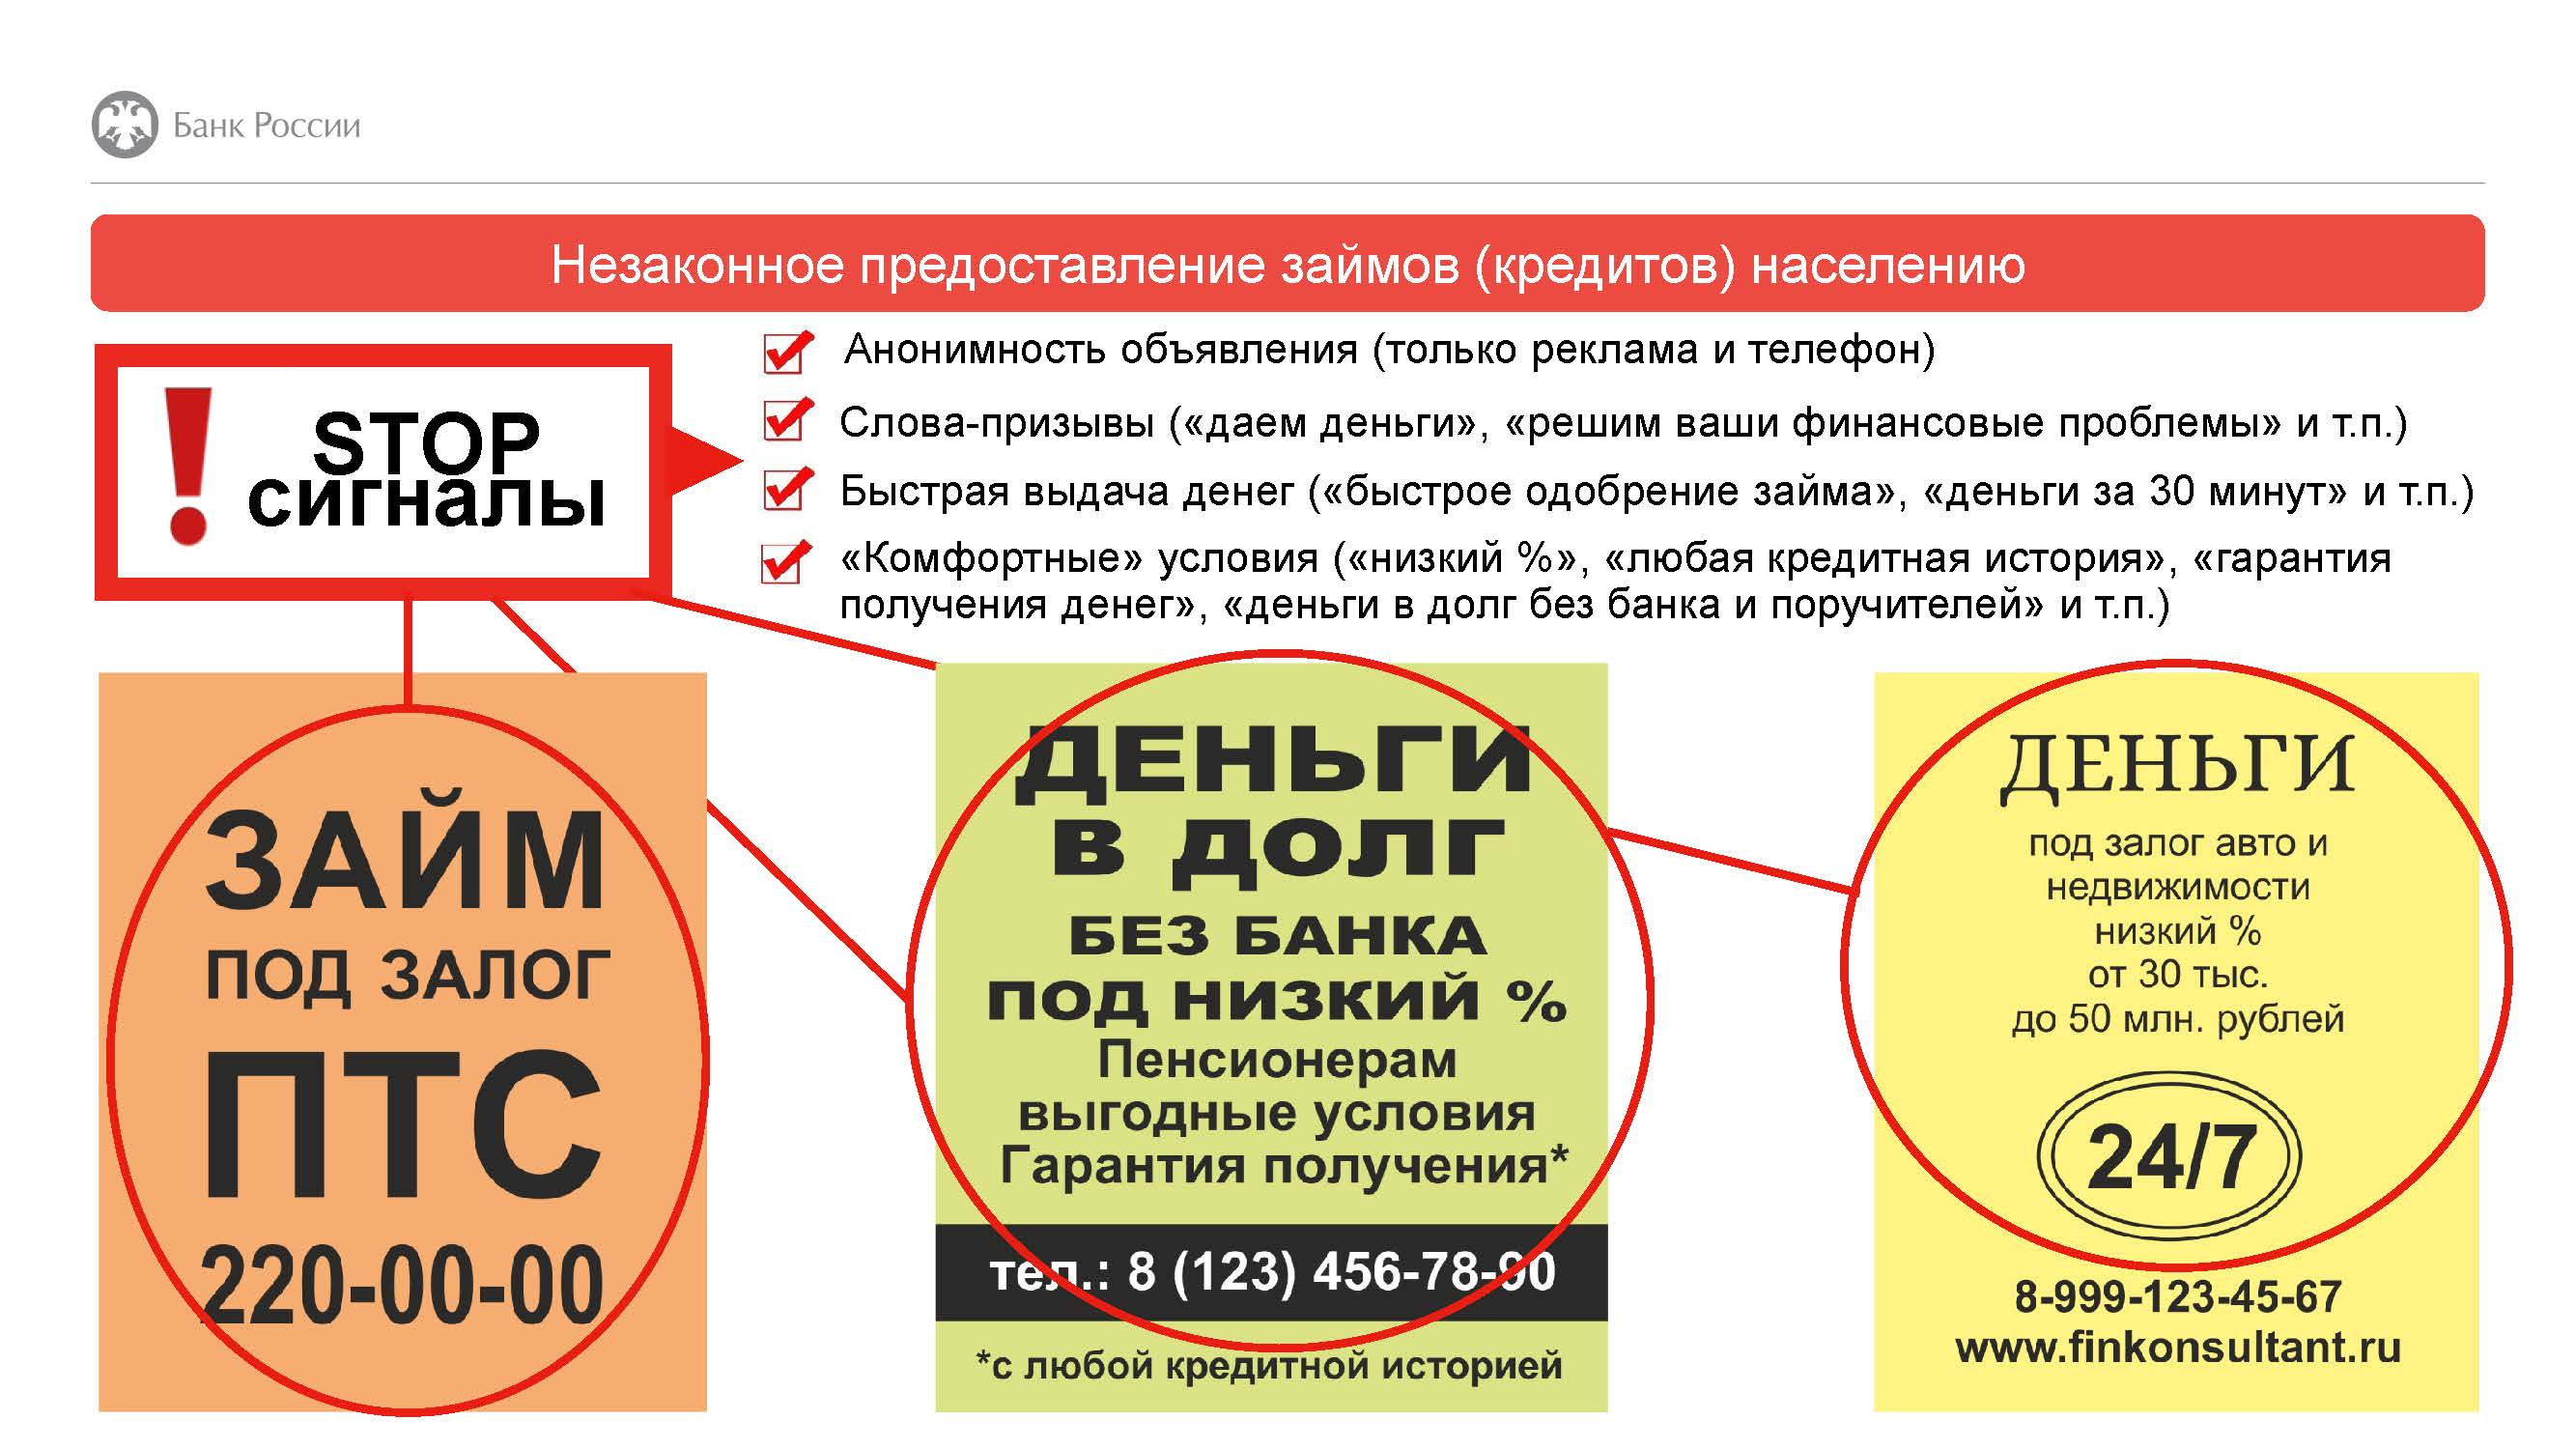 Банк России
Незаконное предоставление займов (кредитов) населению
!
STOP
сигналы
Анонимность объявления (только реклама и телефон)
Слова-призывы («даем деньги», «решим ваши финансовые проблемы» и т.п.)
Быстрая выдача денег («быстрое одобрение займа», «деньги за 30 минут» и т.п.)
«Комфортные» условия («низкий %», «любая кредитная история», «гарантия
получения денег», «деньги в долг без банка и поручителей» и т.п.)
ЗАЙМ
ПОД ЗАЛОГ
ПТС
220-00-00
ДЕНЬГИ
В ДОЛГ
БЕЗ БАНКА
ПОД НИЗКИЙ %
Пенсионерам
выгодные условия
Гарантия получения*
тел.: 8 (123) 456-78-90
*с любой кредитной историей
ДЕНЬГИ
под залог авто и
недвижимости
низкий %
от 30 тыс.
до 50 млн. рублей
24/7
8-999-123-45-67
www.finkonsultant.ru